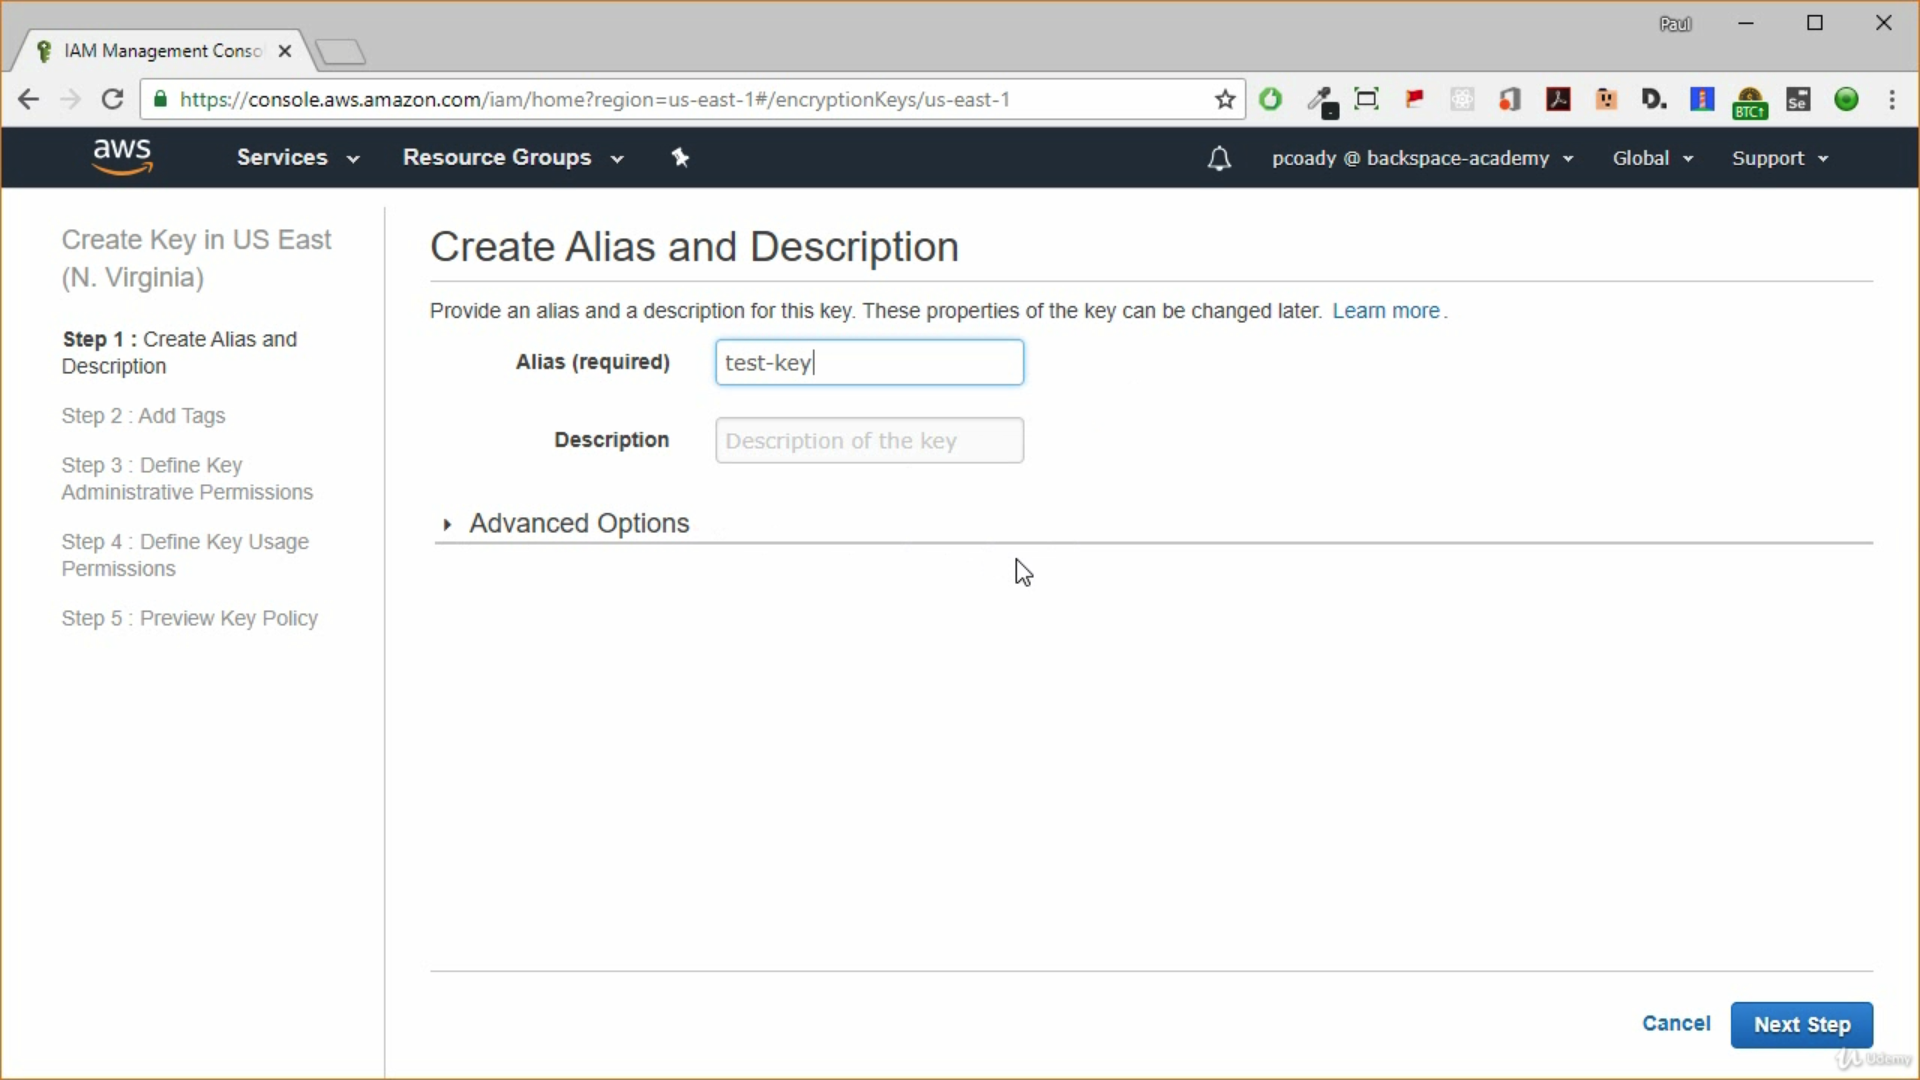 Paul
IAM Management Conso
https://console.aws.amazon.com/iam/home?region=us-east-1#/encryptionKeys/us-east-1
D.
BTC↑
Se
aws
Services
Resource Groups
pcoady @ backspace-academy
Global
Support
Create Key in US East
(N. Virginia)
Step 1 : Create Alias and
Description
Step 2 : Add Tags
Step 3 : Define Key
Administrative Permissions
Step 4 : Define Key Usage
Permissions
Step 5 : Preview Key Policy
Create Alias and Description
Provide an alias and a description for this key. These properties of the key can be changed later. Learn more.
Alias (required)
test-key
Description
Description of the key
Advanced Options
Cancel
Next Step
Udemy